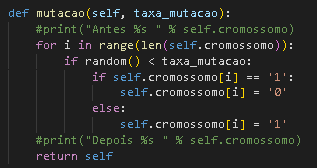 def mutacao(self, taxa_mutacao):
    #print("Antes %s " % self.cromossomo)
    for i in range(len(self.cromossomo)):
        if random() < taxa_mutacao:
            if self.cromossomo[i] == '1':
                self.cromossomo[i] = '0'
            else:
                self.cromossomo[i] = '1'
    #print("Depois %s " % self.cromossomo)
    return self